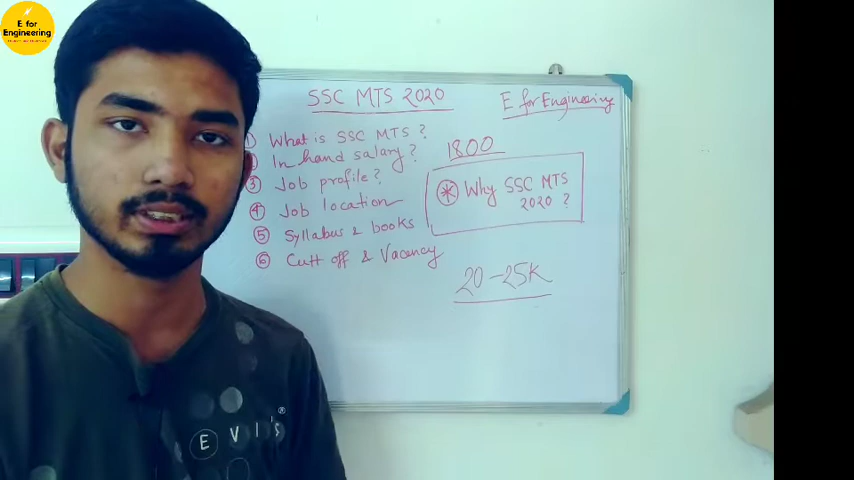 E for
Engineering
SSC MTS 2020
E for Engineering
1) What is SSC MTS ?
2 In hand salary ?
3 Job profile ?
4 Job location
5 Syllabus & books
6 Cutt off & Vacancy
1800
* Why SSC MTS
2020 ?
20-25K
EVI's®